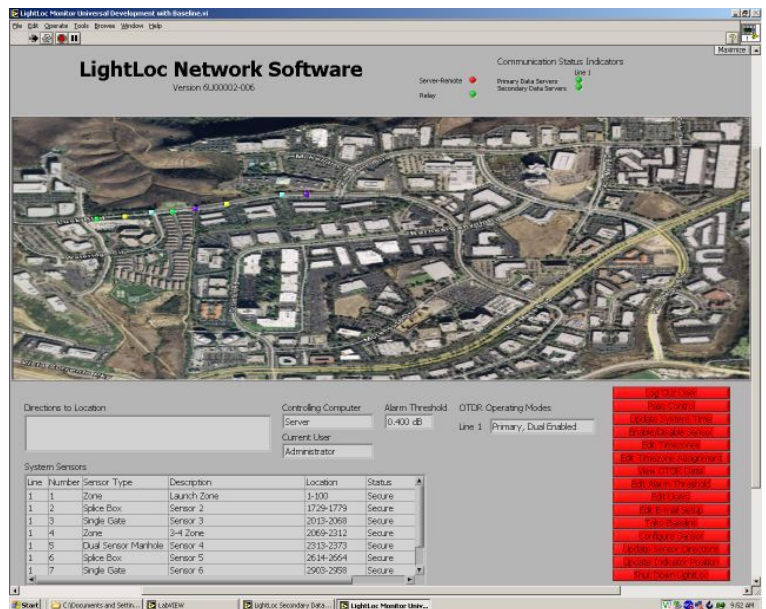 LightLoc Monitor Universal Development with Baseline.vi
File Edit Operate Tools Browse Window Help
Maximize
LightLoc Network Software
Version 6U00002-006
Communication Status Indicators
Line 1
Server-Remote
Primary Data Servers
Secondary Data Servers
Relay
Directions to Location
Controlling Computer
Server
Current User
Administrator
Alarm Threshold
0.400 dB
OTDR Operating Modes
Line 1 Primary, Dual Enabled
System Sensors
Line Number Sensor Type Description Location Status
1 1 Zone Launch Zone 1-100 Secure
1 2 Splice Box Sensor 2 1729-1779 Secure
1 3 Single Gate Sensor 3 2013-2068 Secure
1 4 Zone 3-4 Zone 2069-2312 Secure
1 5 Dual Sensor Manhole Sensor 4 2313-2373 Secure
1 6 Splice Box Sensor 5 2614-2664 Secure
1 7 Single Gate Sensor 6 2903-2958 Secure
Log Out User
Pass Control
Update System Time
Enable/Disable Sensor
Edit Timezones
Edit Timezone Assignment
View OTDR Data
Edit Alarm Threshold
Edit Users
Edit E-mail Setup
Take Baseline
Configure Sensor
Update Sensor Directions
Update Indicator Position
Shut Down LightLoc
Start
C:\Documents and Settin...
LabVIEW
LightLoc Secondary Data...
LightLoc Monitor Univ...
9:52 AM